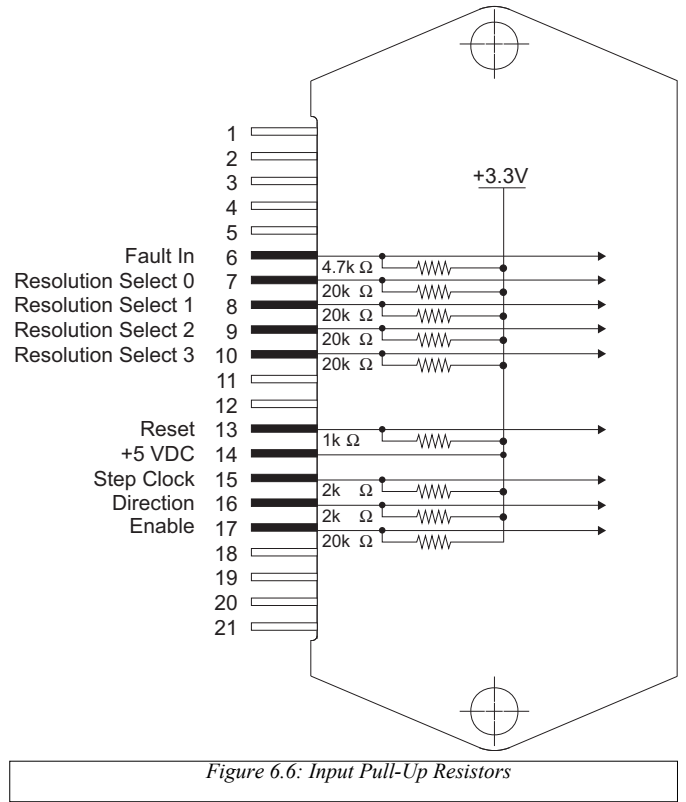 1
2
3
4
5
+3.3V
Fault In 6
4.7k Ω
Resolution Select 0 7
20k Ω
Resolution Select 1 8
20k Ω
Resolution Select 2 9
20k Ω
Resolution Select 3 10
20k Ω
11
12
Reset 13
1k Ω
+5 VDC 14
Step Clock 15
2k Ω
Direction 16
2k Ω
Enable 17
20k Ω
18
19
20
21
Figure 6.6: Input Pull-Up Resistors